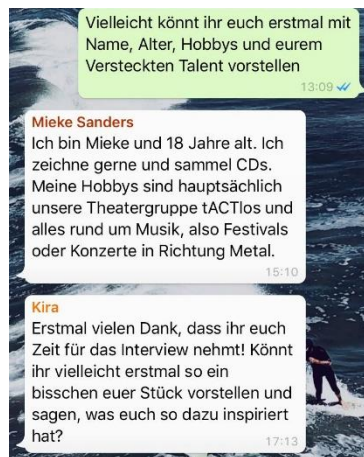 Vielleicht könnt ihr euch erstmal mit
Name, Alter, Hobbys und eurem
Versteckten Talent vorstellen
13:09
Mieke Sanders
Ich bin Mieke und 18 Jahre alt. Ich
zeichne gerne und sammel CDs.
Meine Hobbys sind hauptsächlich
unsere Theatergruppe tACTlos und
alles rund um Musik, also Festivals
oder Konzerte in Richtung Metal.
15:10
Kira
Erstmal vielen Dank, dass ihr euch
Zeit für das Interview nehmt! Könnt
ihr vielleicht erstmal so ein
bisschen euer Stück vorstellen und
sagen, was euch so dazu inspiriert
hat?
17:13